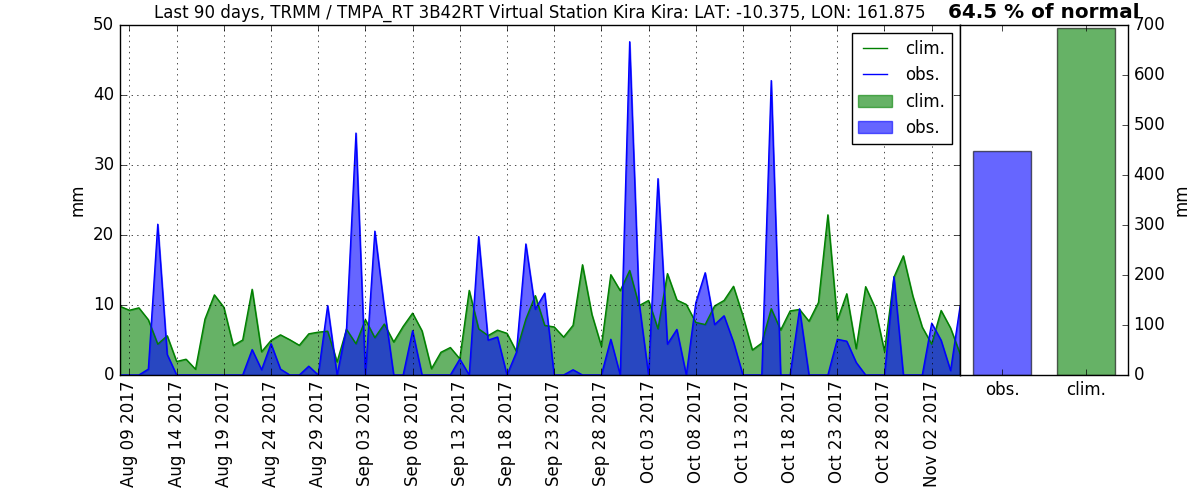 Last 90 days, TRMM / TMPA_RT 3B42RT Virtual Station Kira Kira: LAT: -10.375, LON: 161.875
64.5 % of normal
50
40
30
20
10
0
mm
clim.
obs.
clim.
obs.
700
600
500
400
300
200
100
0
mm
obs.
clim.
Aug 09 2017
Aug 14 2017
Aug 19 2017
Aug 24 2017
Aug 29 2017
Sep 03 2017
Sep 08 2017
Sep 13 2017
Sep 18 2017
Sep 23 2017
Sep 28 2017
Oct 03 2017
Oct 08 2017
Oct 13 2017
Oct 18 2017
Oct 23 2017
Oct 28 2017
Nov 02 2017